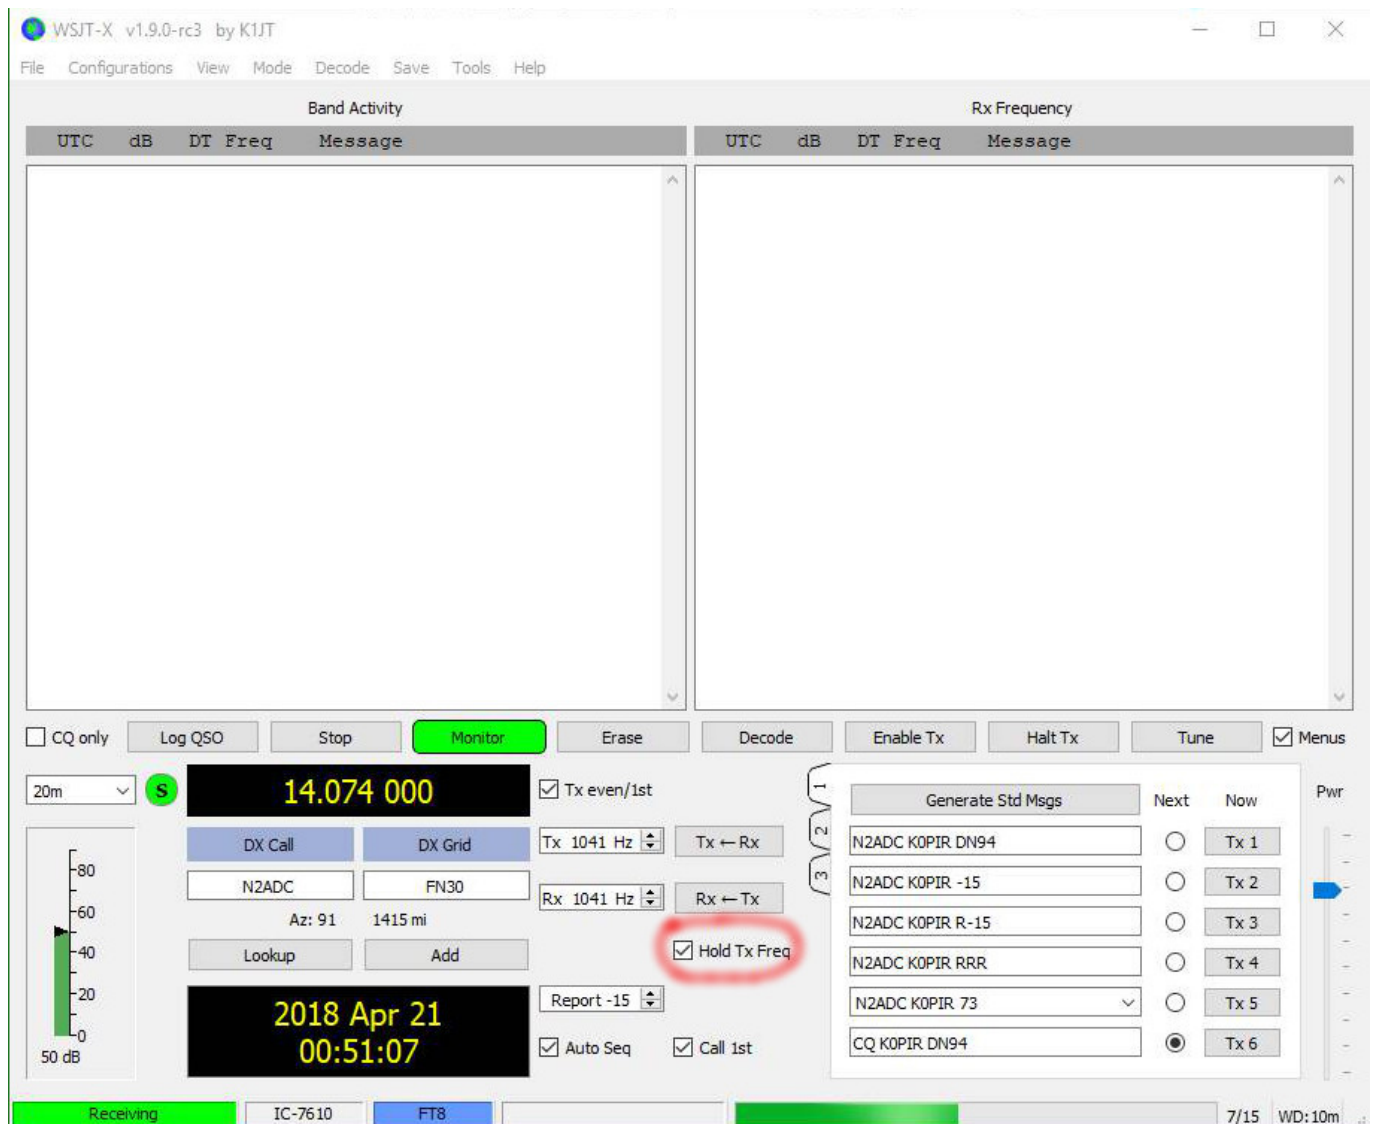 WSJT-X v1.9.0-rc3 by K1JT
File Configurations View Mode Decode Save Tools Help
Band Activity Rx Frequency
UTC dB DT Freq Message UTC dB DT Freq Message
CQ only Log QSO Stop Monitor Erase Decode Enable Tx Halt Tx Tune Menus
20m S 14.074 000 Tx even/1st 1 Generate Std Msgs Next Now Pwr
DX Call DX Grid Tx 1041 Hz Tx ← Rx 2 N2ADC K0PIR DN94 Tx 1
-80 N2ADC FN30 Rx 1041 Hz Rx ← Tx 3 N2ADC K0PIR -15 Tx 2
-60 Az: 91 1415 mi N2ADC K0PIR R-15 Tx 3
-40 Lookup Add Hold Tx Freq N2ADC K0PIR RRR Tx 4
-20 2018 Apr 21 Report -15 N2ADC K0PIR 73 Tx 5
0
50 dB 00:51:07 Auto Seq Call 1st CQ K0PIR DN94 Tx 6
Receiving IC-7610 FT8 7/15 WD:10m